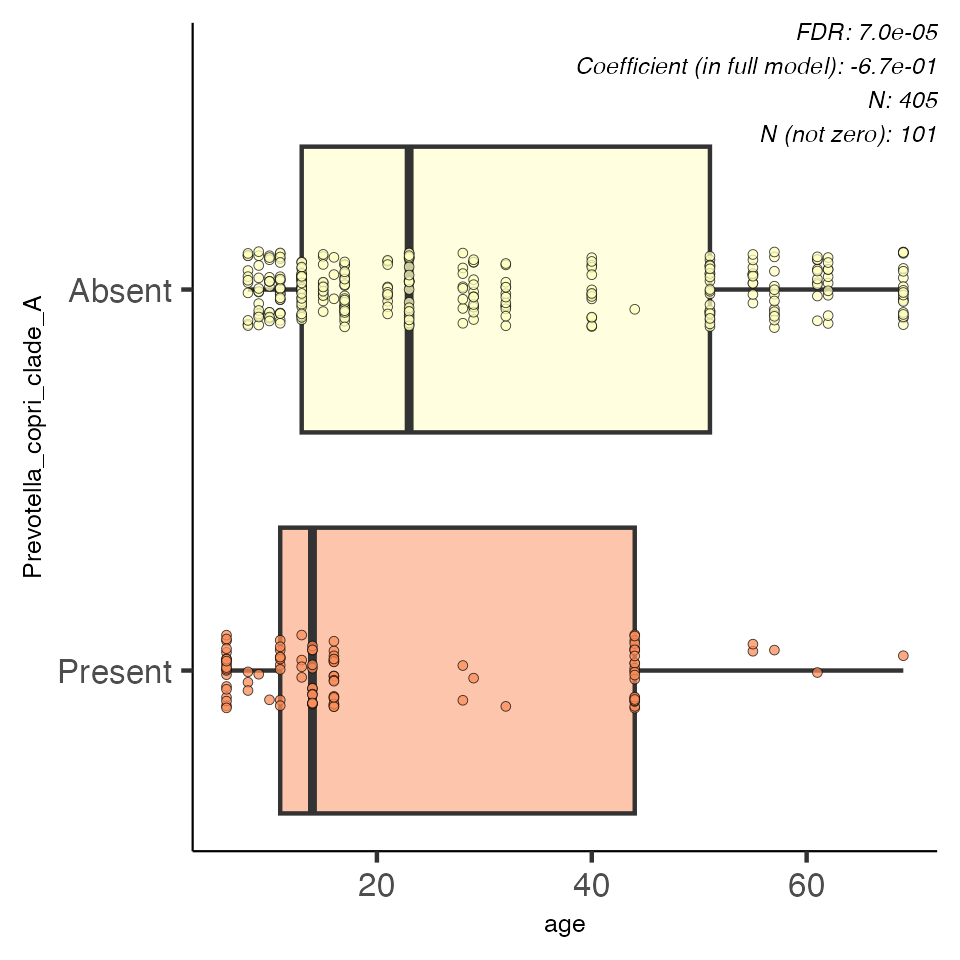 FDR: 7.0e-05
Coefficient (in full model): -6.7e-01
N: 405
N (not zero): 101
Prevotella_copri_clade_A
Absent
Present
20 40 60
age